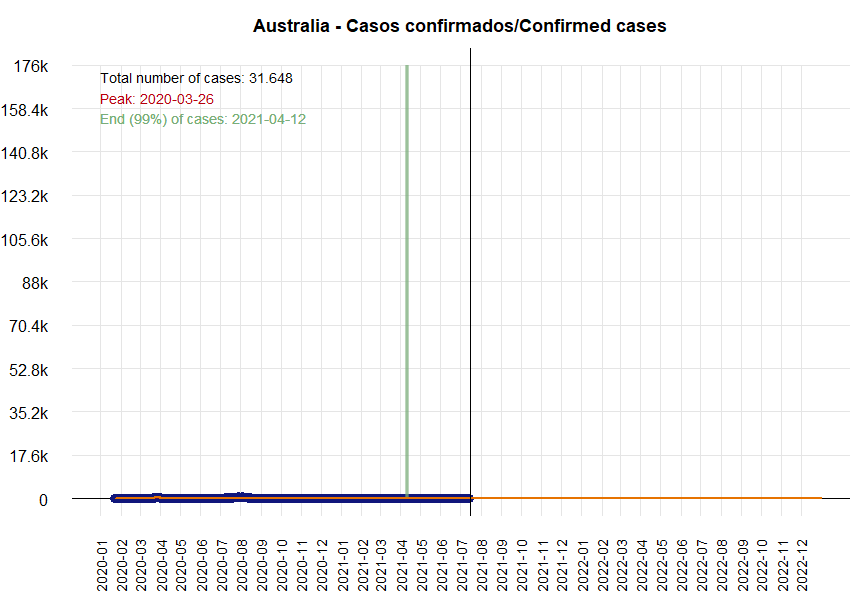 Australia - Casos confirmados/Confirmed cases
176k
Total number of cases: 31.648
Peak: 2020-03-26
158.4k
End (99%) of cases: 2021-04-12
140.8k
123.2k
105.6k
88k
70.4k
52.8k
35.2k
17.6k
0
2020-01
2020-02
2020-03
2020-04
2020-05
2020-06
2020-07
2020-08
2020-09
2020-10
2020-11
2020-12
2021-01
2021-02
2021-03
2021-04
2021-05
2021-06
2021-07
2021-08
2021-09
2021-10
2021-11
2021-12
2022-01
2022-02
2022-03
2022-04
2022-05
2022-06
2022-07
2022-08
2022-09
2022-10
2022-11
2022-12